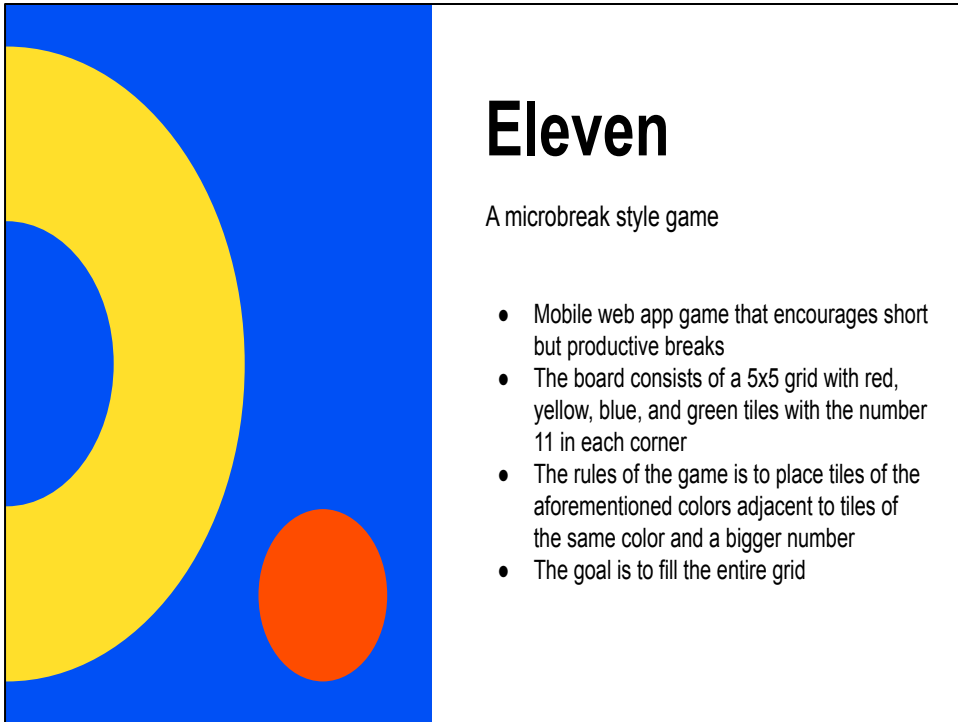 Eleven
A microbreak style game
● Mobile web app game that encourages short
but productive breaks
● The board consists of a 5x5 grid with red,
yellow, blue, and green tiles with the number
11 in each corner
● The rules of the game is to place tiles of the
aforementioned colors adjacent to tiles of
the same color and a bigger number
● The goal is to fill the entire grid